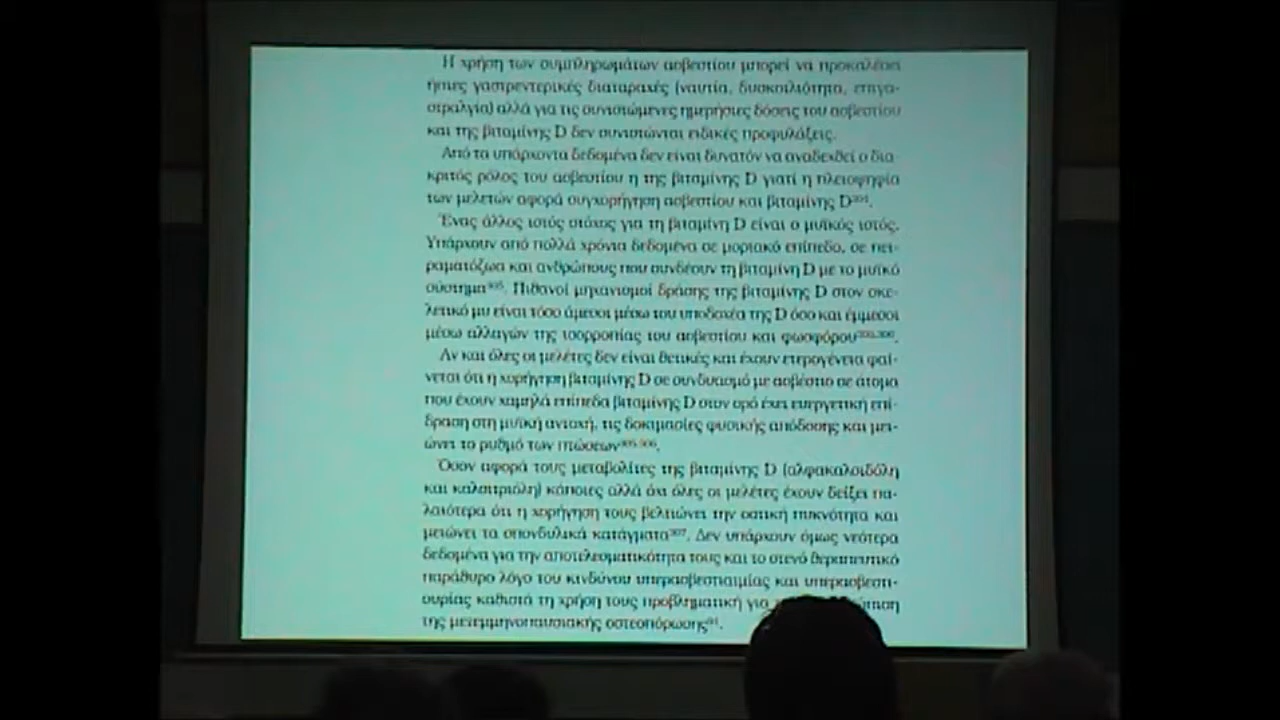 Η χρήση των συμπληρωμάτων ασβεστίου μπορεί να προκαλέσει
ήπιες γαστρεντερικές διαταραχές (ναυτία, δυσκοιλιότητα, επιγα-
στραλγία) αλλά για τις συνιστώμενες ημερήσιες δόσεις του ασβεστίου
και της βιταμίνης D δεν συνιστώνται ειδικές προφυλάξεις.
Από τα υπάρχοντα δεδομένα δεν είναι δυνατόν να αναδειχθεί ο δια-
κριτός ρόλος του ασβεστίου η της βιταμίνης D γιατί η πλειοψηφία
των μελετών αφορά συγχορήγηση ασβεστίου και βιταμίνης D
Ένας άλλος ιστός στόχος για τη βιταμίνη D είναι ο μυϊκός ιστός.
Υπάρχουν από πολλά χρόνια δεδομένα σε μοριακό επίπεδο, σε πει-
ραματόζωα και ανθρώπους που συνδέουν τη βιταμίνη D με το μυϊκό
σύστημα³⁰⁵. Πιθανοί μηχανισμοί δράσης της βιταμίνης D στον σκε-
λετικό μυ είναι τόσο άμεσοι μέσω του υποδοχέα της D όσο και έμμεσοι
μέσω αλλαγών της ισορροπίας του ασβεστίου και φωσφόρου
Αν και όλες οι μελέτες δεν είναι θετικές και έχουν ετερογένεια φαί-
νεται ότι η χορήγηση βιταμίνης D σε συνδυασμό με ασβέστιο σε άτομα
που έχουν χαμηλά επίπεδα βιταμίνης D στον ορό έχει ευεργετική επί-
δραση στη μυϊκή αντοχή, τις δοκιμασίες φυσικής απόδοσης και μει-
ώνει το ρυθμό των πτώσεων³⁰⁵,³⁰⁶.
Όσον αφορά τους μεταβολίτες της βιταμίνης D (αλφακαλσιδόλη
και καλσιτριόλη) κάποιες αλλά όχι όλες οι μελέτες έχουν δείξει πα-
λαιότερα ότι η χορήγηση τους βελτιώνει την οστική πυκνότητα και
μειώνει τα σπονδυλικά κατάγματα³⁰⁷. Δεν υπάρχουν όμως νεότερα
δεδομένα για την αποτελεσματικότητα τους και το στενό θεραπευτικό
παράθυρο λόγο του κινδύνου υπερασβεστιαιμίας και υπερασβεστι-
ουρίας καθιστά τη χρήση τους προβληματική για
της μετεμμηνοπαυσιακής οστεοπόρωσης⁹¹.